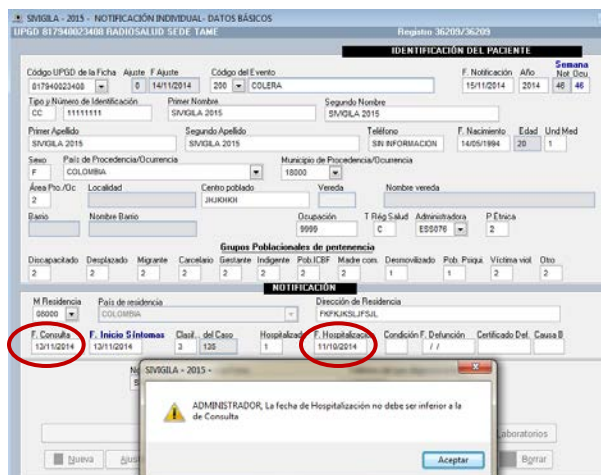 SIVIGILA - 2015 - NOTIFICACIÓN INDIVIDUAL- DATOS BÁSICOS
UPGD 817940023408 RADIOSALUD SEDE TAME Registro 36209/36209
IDENTIFICACIÓN DEL PACIENTE
Semana
Código UPGD de la Ficha Ajuste F Ajuste Código del Evento F. Notificación Año Not Ocu
817940023408 0 14/11/2014 200 COLERA 15/11/2014 2014 46 46
Tipo y Número de Identificación Primer Nombre Segundo Nombre
CC 11111111 SIVIGILA 2015 SIVIGILA 2015
Primer Apellido Segundo Apellido Teléfono F. Nacimiento Edad Und Med
SIVIGILA 2015 SIVIGILA 2015 SIN INFORMACION 14/05/1994 20 1
Sexo País de Procedencia/Ocurrencia Municipio de Procedencia/Ocurrencia
F COLOMBIA 18000
Área Pro./Oc Localidad Centro poblado Vereda Nombre vereda
2 JHJKHKH
Barrio Nombre Barrio Ocupación T Rég Salud Administradora P Étnica
9999 C ESS076 2
Grupos Poblacionales de pertenencia
Discapacitado Desplazado Migrante Carcelario Gestante Indigente Pob.ICBF Madre com. Desmovilizado Pob. Psiqui. Víctima viol Otro
2 2 2 2 2 2 2 2 1 1 2 2
NOTIFICACIÓN
M Residencia País de residencia Dirección de Residencia
08000 COLOMBIA FKFKJKSLJFSJL
F. Consulta F. Inicio Síntomas Clasif... del Caso Hospitalizado F. Hospitalización Condición F. Defunción Certificado Def. Causa B
13/11/2014 13/11/2014 3 135 1 11/10/2014 / /
SIVIGILA - 2015 -
ADMINISTRADOR, La fecha de Hospitalización no debe ser inferior a la
de Consulta
aboratorios
Nueva Ajust Aceptar Borrar